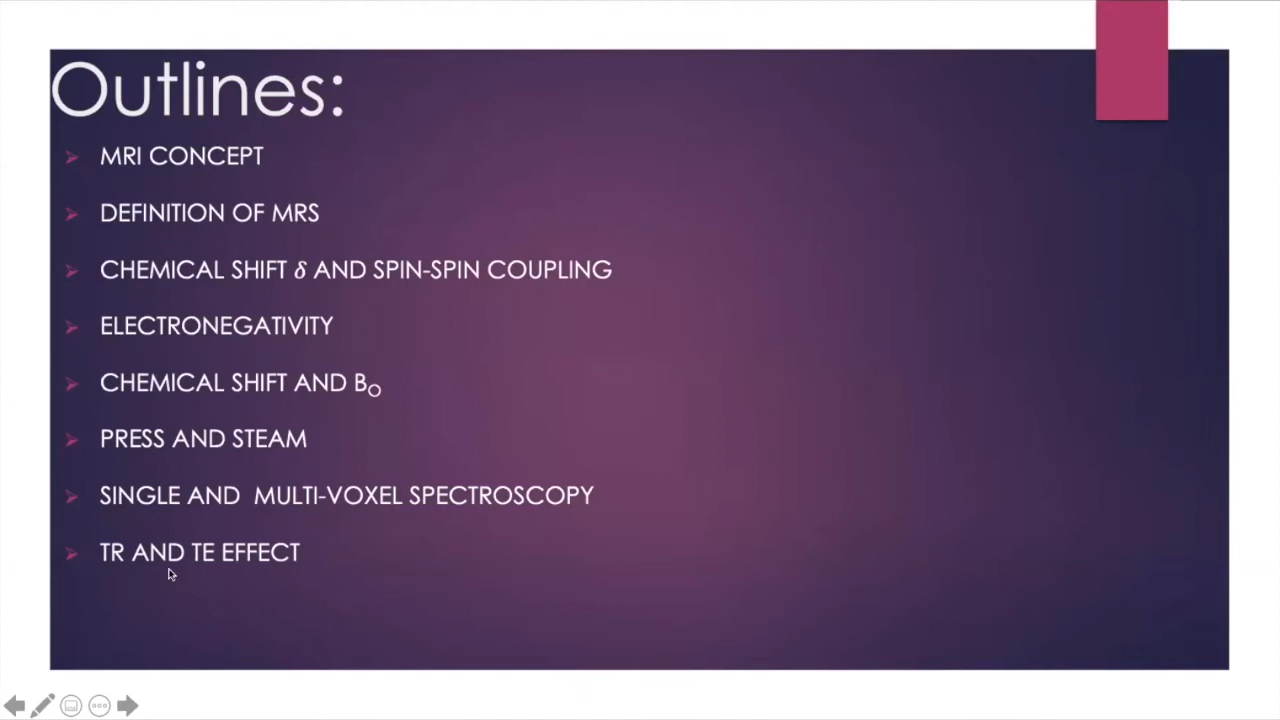 Outlines:
MRI CONCEPT
DEFINITION OF MRS
CHEMICAL SHIFT δ AND SPIN-SPIN COUPLING
ELECTRONEGATIVITY
CHEMICAL SHIFT AND B₀
PRESS AND STEAM
SINGLE AND MULTI-VOXEL SPECTROSCOPY
TR AND TE EFFECT